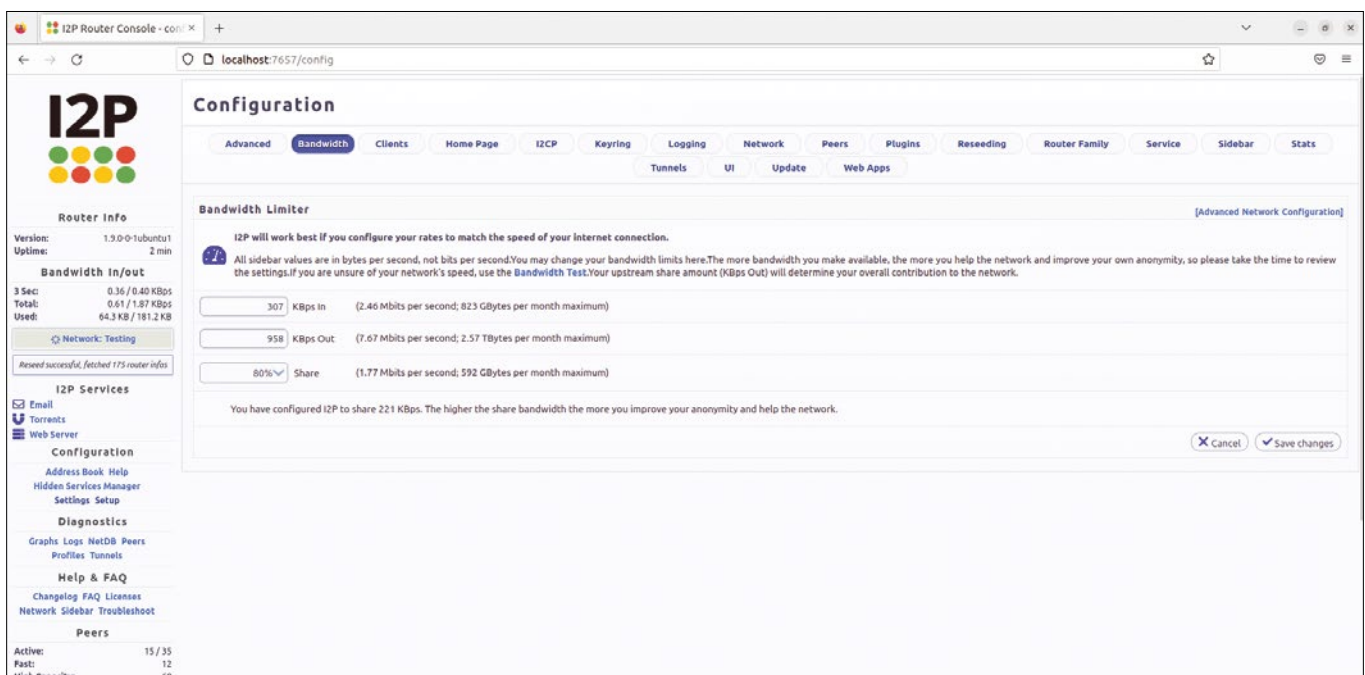 I2P Router Console - con
localhost:7657/config
I2P
Router Info
Version: 1.9.0-0-1ubuntu1
Uptime: 2 min
Bandwidth In/out
3 Sec: 0.36 / 0.40 KBps
Total: 0.61 / 1.87 KBps
Used: 64.3 KB / 181.2 KB
Network: Testing
Reseed successful, fetched 175 router infos
I2P Services
Email
Torrents
Web Server
Configuration
Address Book Help
Hidden Services Manager
Settings Setup
Diagnostics
Graphs Logs NetDB Peers
Profiles Tunnels
Help & FAQ
Changelog FAQ Licenses
Network Sidebar Troubleshoot
Peers
Active: 15 / 35
Fast: 12
Configuration
Advanced Bandwidth Clients Home Page I2CP Keyring Logging Network Peers Plugins Reseeding Router Family Service Sidebar Stats
Tunnels UI Update Web Apps
Bandwidth Limiter
[Advanced Network Configuration]
I2P will work best if you configure your rates to match the speed of your internet connection.
All sidebar values are in bytes per second, not bits per second.You may change your bandwidth limits here.The more bandwidth you make available, the more you help the network and improve your own anonymity, so please take the time to review
the settings.If you are unsure of your network's speed, use the Bandwidth Test.Your upstream share amount (KBps Out) will determine your overall contribution to the network.
307 KBps In (2.46 Mbits per second; 823 GBytes per month maximum)
958 KBps Out (7.67 Mbits per second; 2.57 TBytes per month maximum)
80% Share (1.77 Mbits per second; 592 GBytes per month maximum)
You have configured I2P to share 221 KBps. The higher the share bandwidth the more you improve your anonymity and help the network.
Cancel Save changes